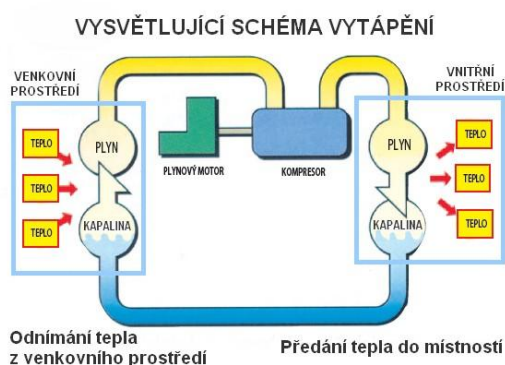 VYSVĚTLUJÍCÍ SCHÉMA VYTÁPĚNÍ
VENKOVNÍ
PROSTŘEDÍ
TEPLO
TEPLO
TEPLO
PLYN
KAPALINA
PLYNOVÝ MOTOR
KOMPRESOR
VNITŘNÍ
PROSTŘEDÍ
PLYN
KAPALINA
TEPLO
TEPLO
TEPLO
Odnímání tepla
z venkovního prostředí
Předání tepla do místností